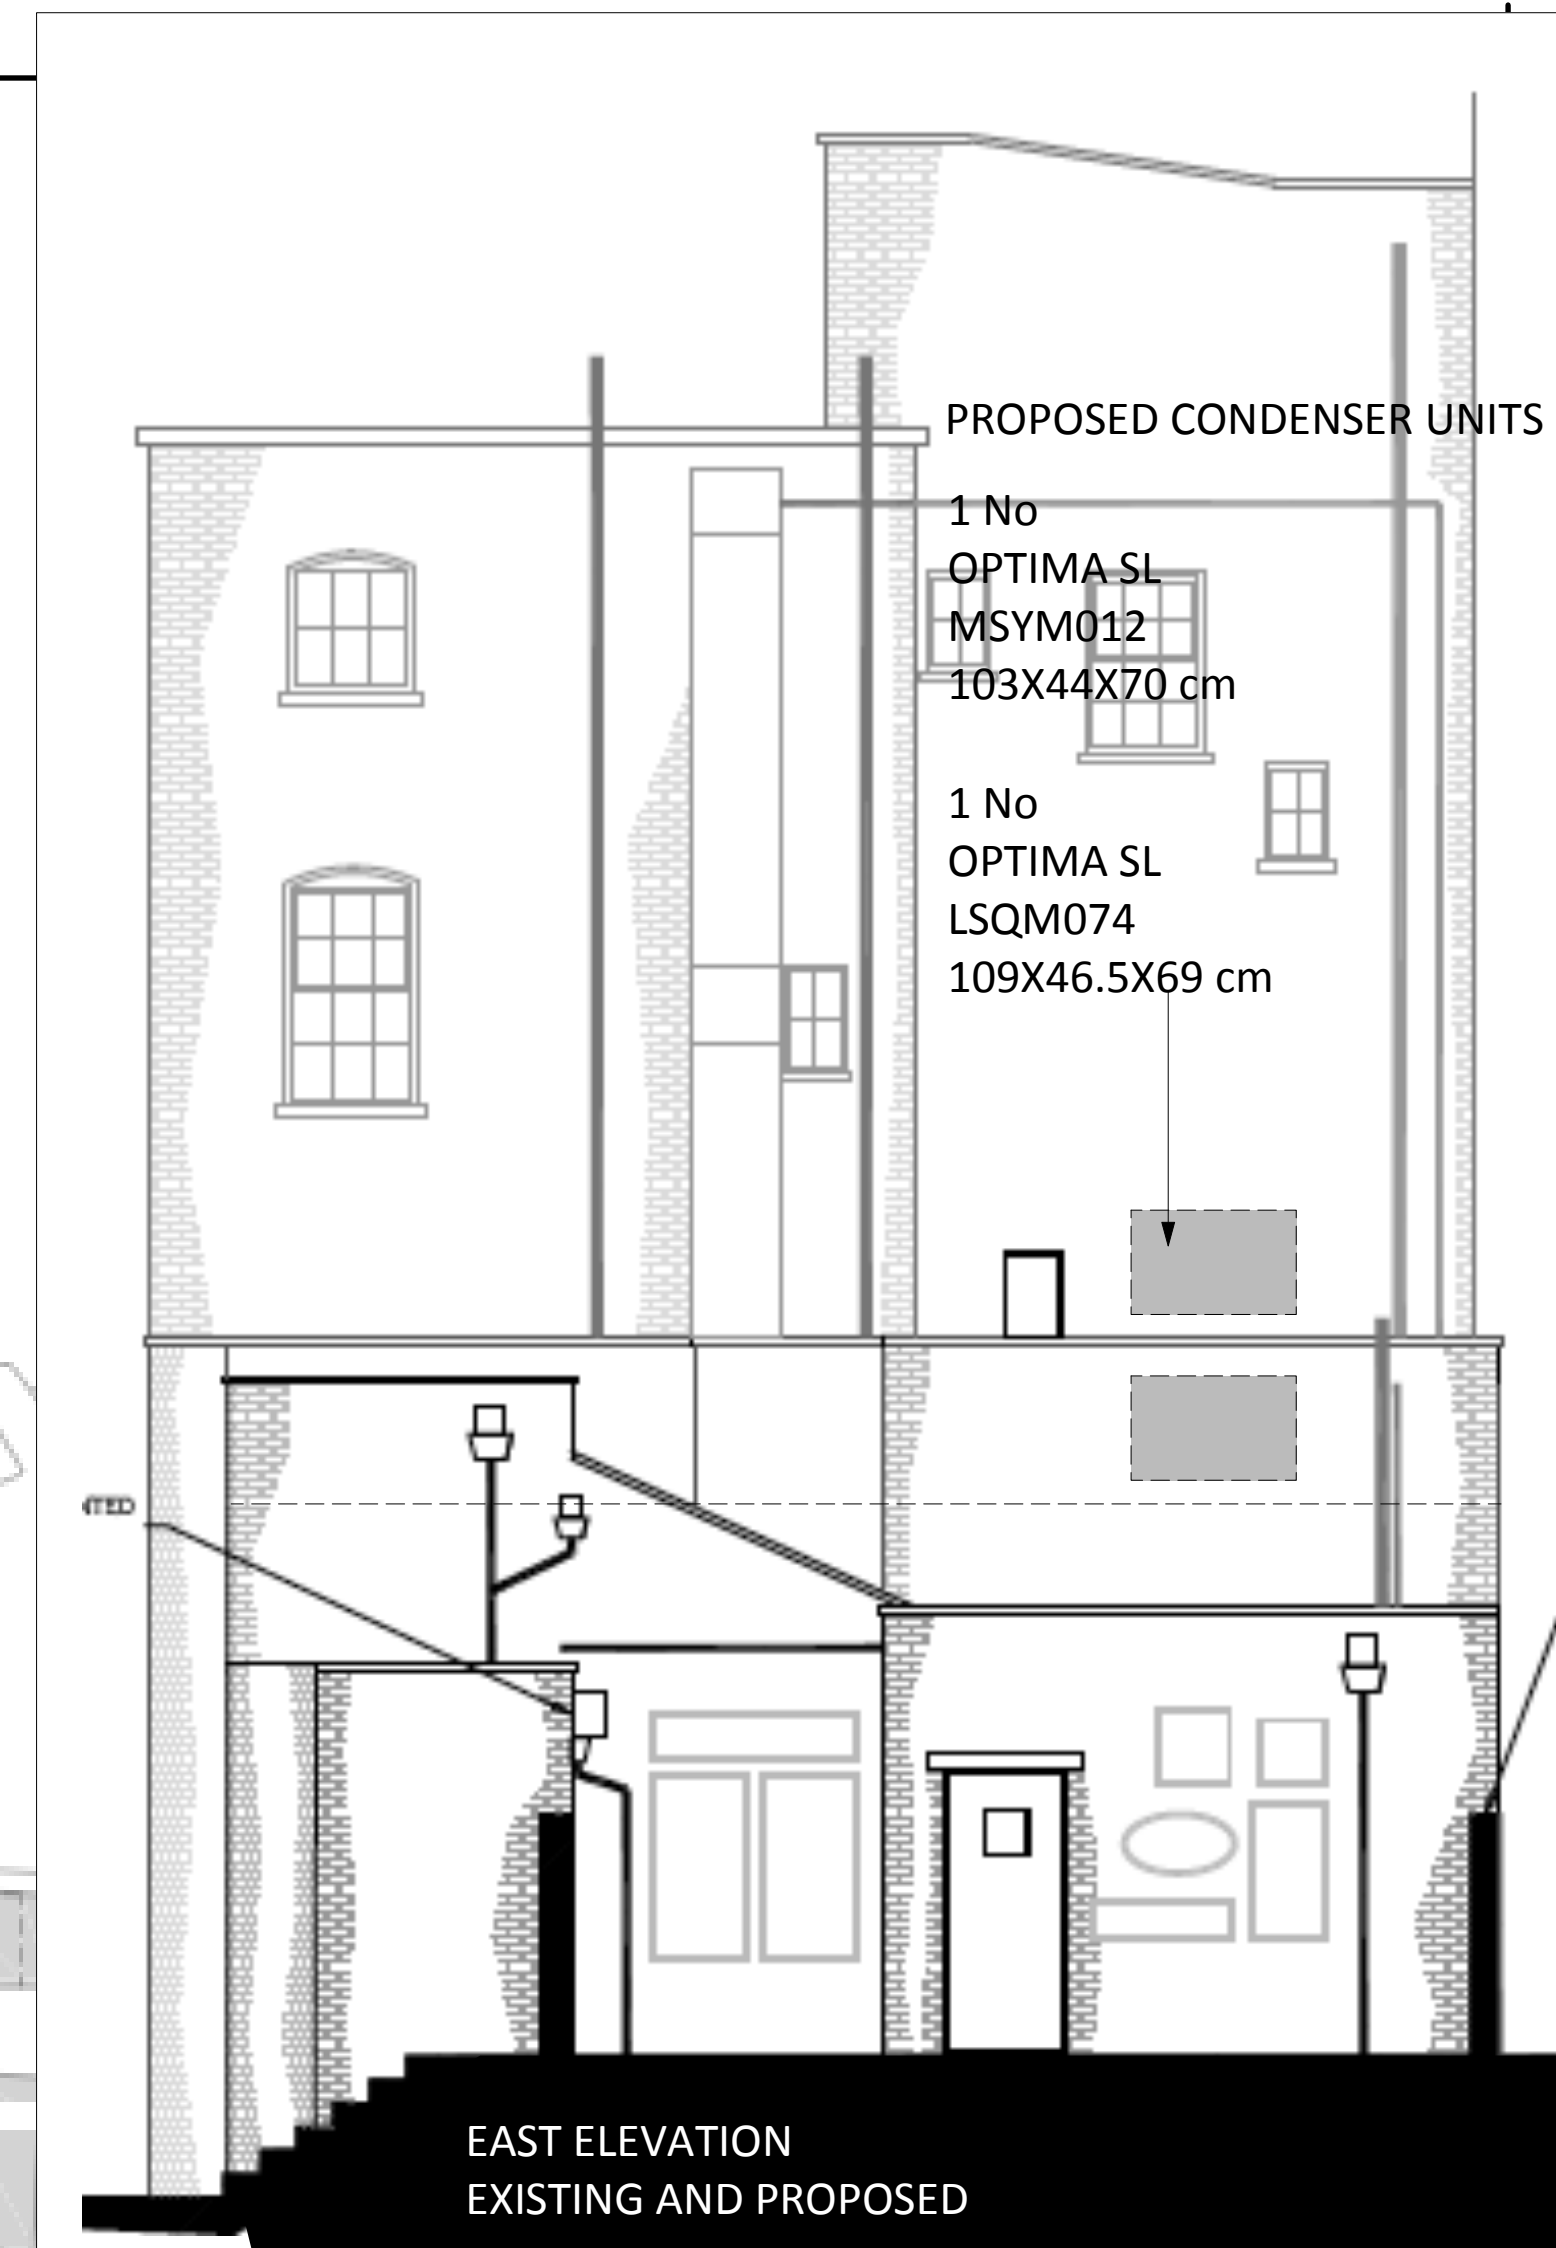 PROPOSED CONDENSER UNITS
1 No
OPTIMA SL
MSYM012
103X44X70 cm
1 No
OPTIMA SL
LSQM074
109X46.5X69 cm
EAST ELEVATION
EXISTING AND PROPOSED